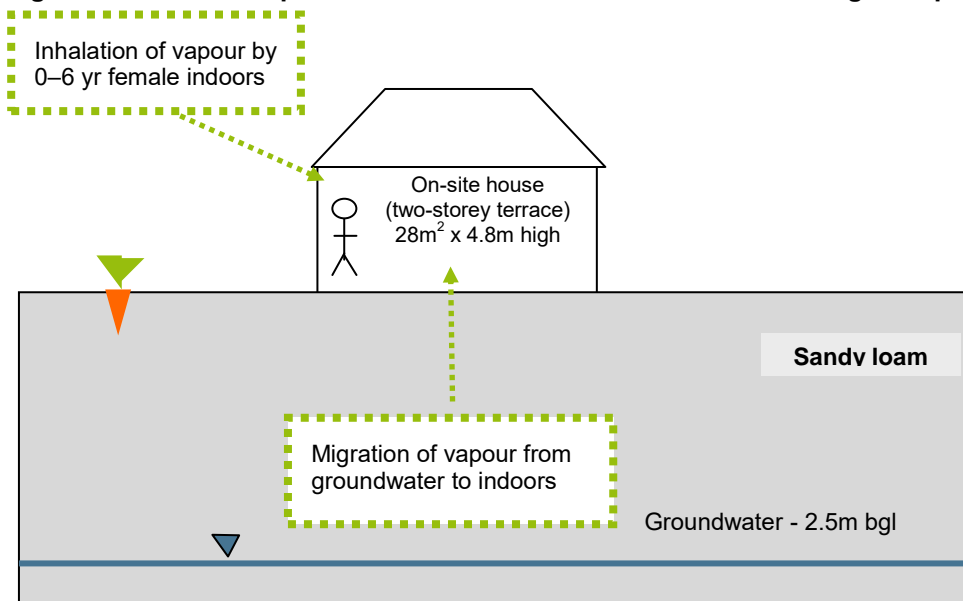 Inhalation of vapour by
0–6 yr female indoors
On-site house
(two-storey terrace)
28m² x 4.8m high
Sandy loam
Migration of vapour from
groundwater to indoors
Groundwater - 2.5m bgl